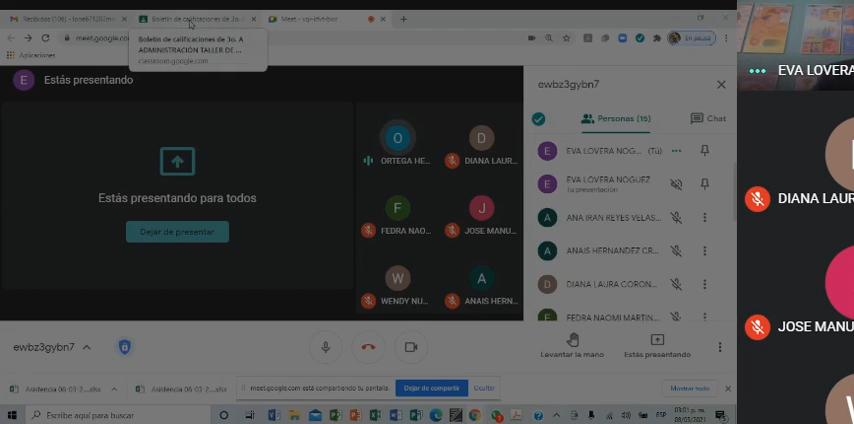 Recibidos (106)
Boletín de calificaciones de 3o.
Meet
meet.google.com
En pausa
Boletín de calificaciones de 3o. A
ADMINISTRACIÓN TALLER DE ...
classroom.google.com
Aplicaciones
E Estás presentando
Estás presentando para todos
Dejar de presentar
O
ORTEGA HE...
D
DIANA LAUR...
F
FEDRA NAO...
J
JOSE MANU...
W
WENDY NU...
A
ANAIS HERN...
ewbz3gybn7
Personas (15)
Chat
E EVA LOVERA NOG... (Tú)
E EVA LOVERA NOGUEZ
Tu presentación
A ANA IRAN REYES VELAS...
A ANAIS HERNANDEZ CR...
D DIANA LAURA CORON...
F FEDRA NAOMI MARTIN...
ewbz3gybn7
Levantar la mano
Estás presentando
Asistencia 06-03-2....xlsx
Asistencia 06-03-2....xlsx
meet.google.com está compartiendo tu pantalla.
Dejar de compartir
Ocultar
Mostrar todo
Escribe aquí para buscar
ESP
03:01 p. m.
08/03/2021
EVA LOVERA
DIANA LAUR
JOSE MANU